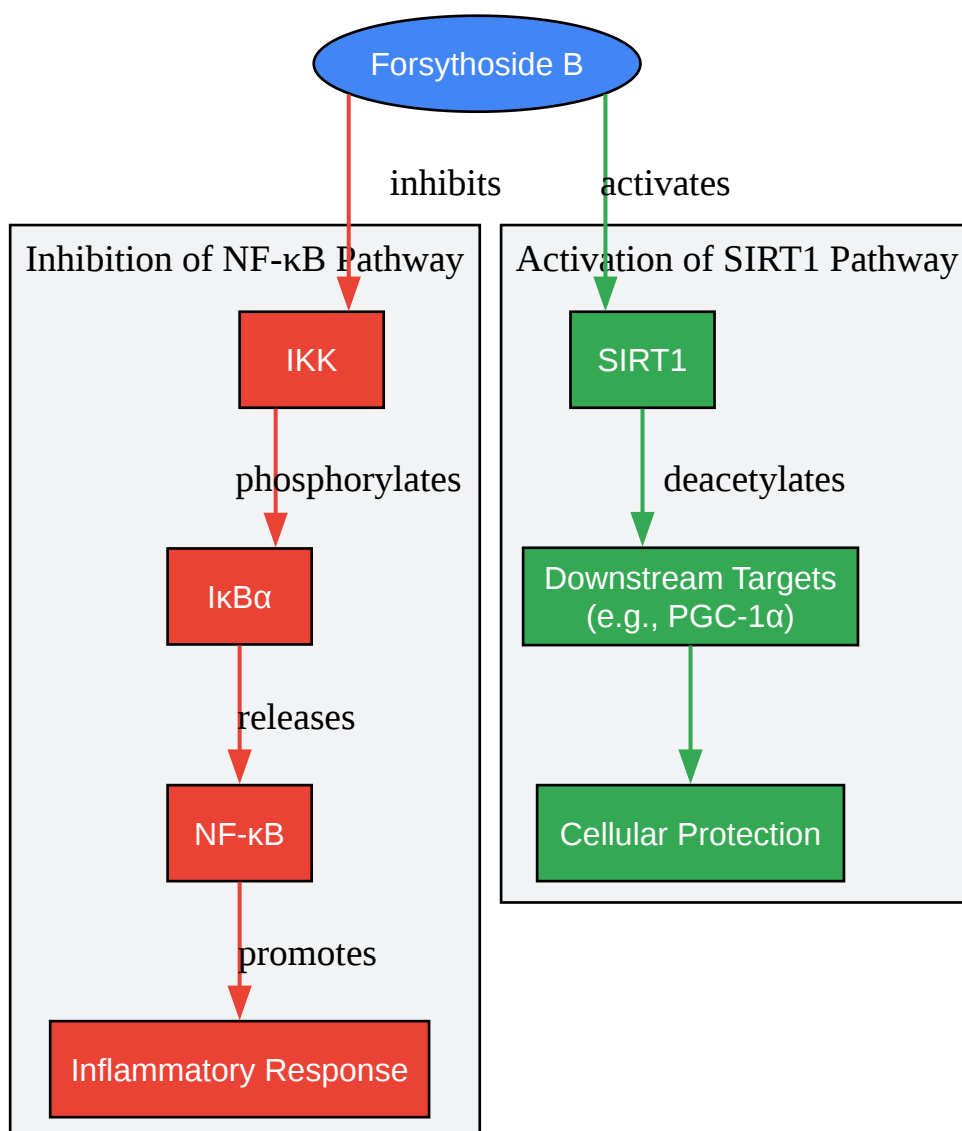 Forsythoside B
inhibits
activates
Inhibition of NF-κB Pathway
Activation of SIRT1 Pathway
IKK
SIRT1
phosphorylates
deacetylates
IκBα
Downstream Targets
(e.g., PGC-1α)
releases
NF-κB
Cellular Protection
promotes
Inflammatory Response